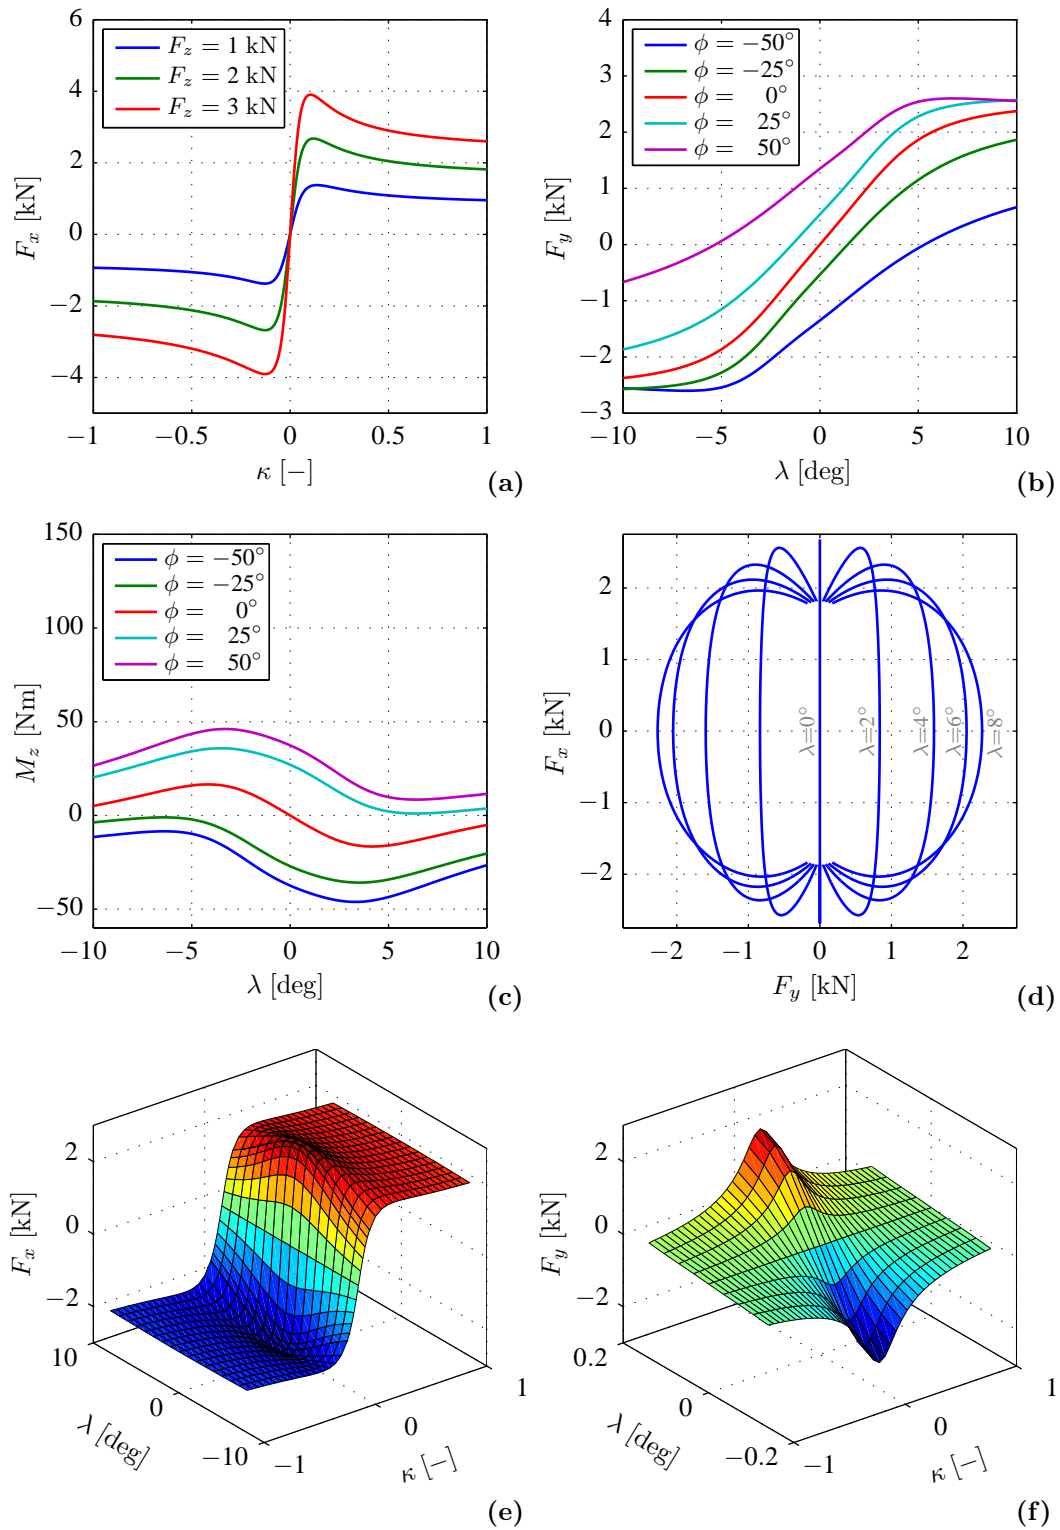 6
4
2
0
−2
−4
F_x [kN]
F_z = 1 kN
F_z = 2 kN
F_z = 3 kN
−1
−0.5
0
0.5
1
κ [−]
(a)
4
3
2
1
0
−1
−2
−3
F_y [kN]
ϕ = −50°
ϕ = −25°
ϕ = 0°
ϕ = 25°
ϕ = 50°
−10
−5
0
5
10
λ [deg]
(b)
150
100
50
0
−50
M_z [Nm]
ϕ = −50°
ϕ = −25°
ϕ = 0°
ϕ = 25°
ϕ = 50°
−10
−5
0
5
10
λ [deg]
(c)
2
1
0
−1
−2
F_x [kN]
λ=0°
λ=2°
λ=4°
λ=6°
λ=8°
−2
−1
0
1
2
F_y [kN]
(d)
2
0
−2
F_x [kN]
10
0
−10
λ [deg]
−1
0
1
κ [−]
(e)
2
0
−2
F_y [kN]
0.2
0
−0.2
λ [deg]
−1
0
1
κ [−]
(f)